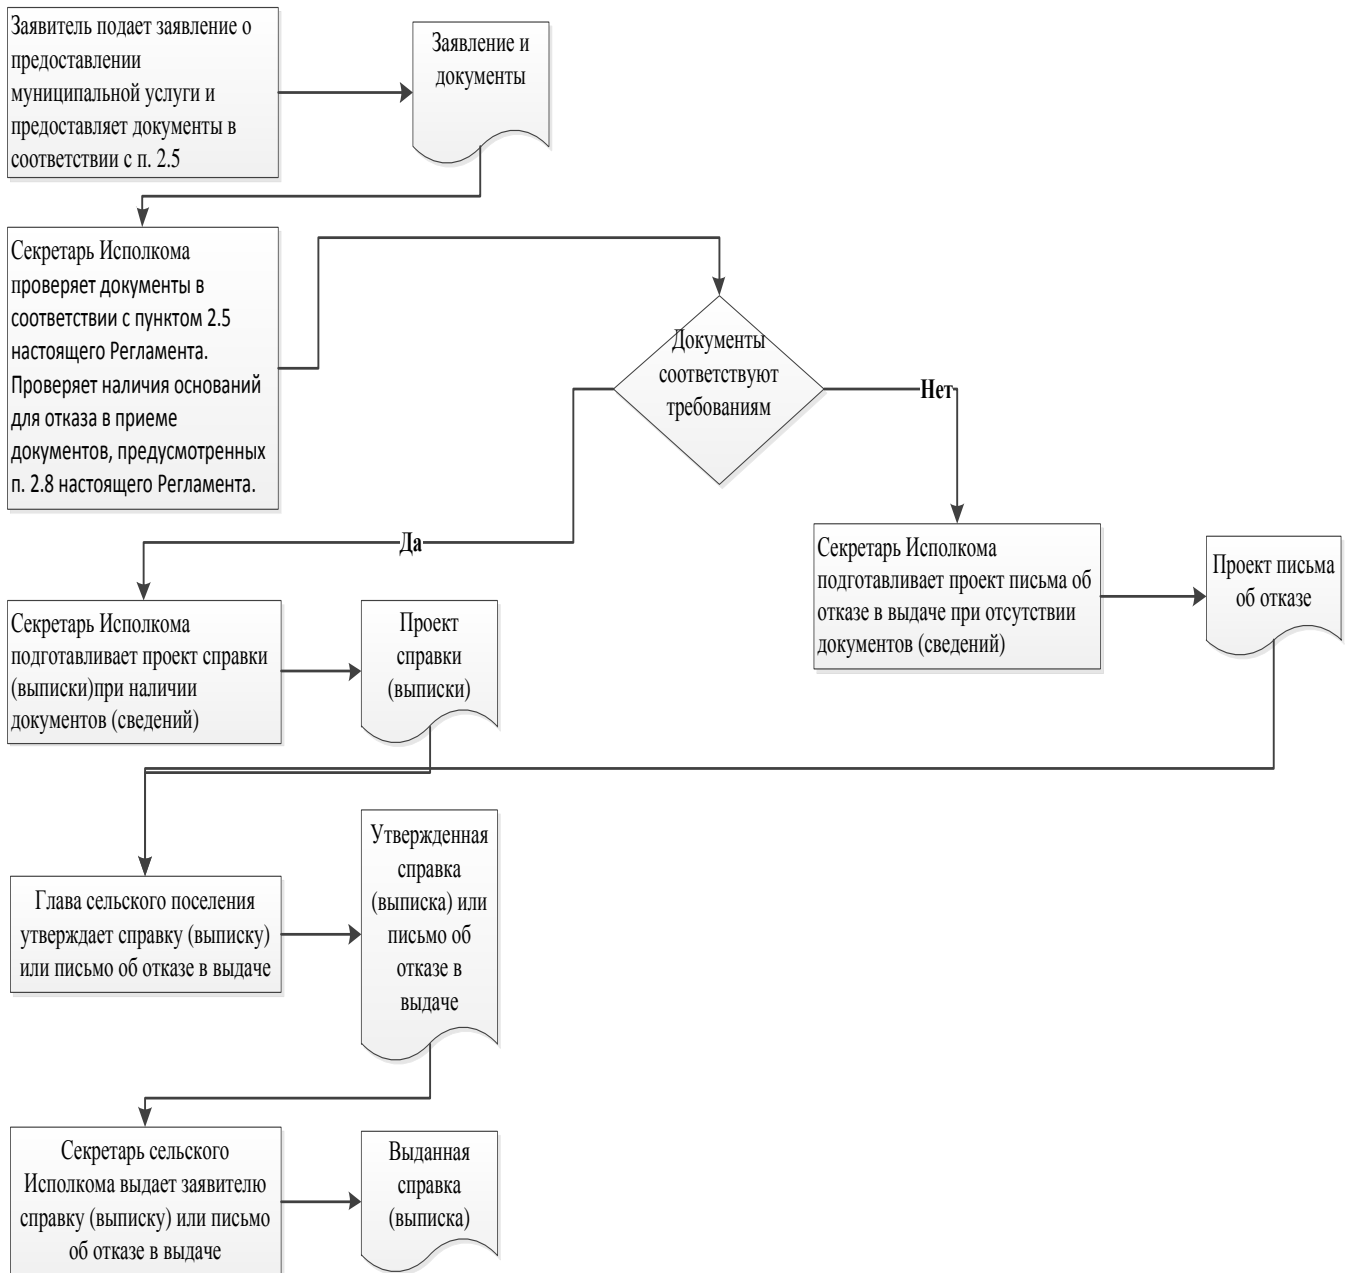 Заявитель подает заявление о
предоставлении
муниципальной услуги и
предоставляет документы в
соответствии с п. 2.5
Заявление и
документы
Секретарь Исполкома
проверяет документы в
соответствии с пунктом 2.5
настоящего Регламента.
Проверяет наличия оснований
для отказа в приеме
документов, предусмотренных
п. 2.8 настоящего Регламента.
Документы
соответствуют
требованиям
Нет
Да
Секретарь Исполкома
подготавливает проект письма об
отказе в выдаче при отсутствии
документов (сведений)
Проект письма
об отказе
Секретарь Исполкома
подготавливает проект справки
(выписки)при наличии
документов (сведений)
Проект
справки
(выписки)
Глава сельского поселения
утверждает справку (выписку)
или письмо об отказе в выдаче
Утвержденная
справка
(выписка) или
письмо об
отказе в
выдаче
Секретарь сельского
Исполкома выдает заявителю
справку (выписку) или письмо
об отказе в выдаче
Выданная
справка
(выписка)